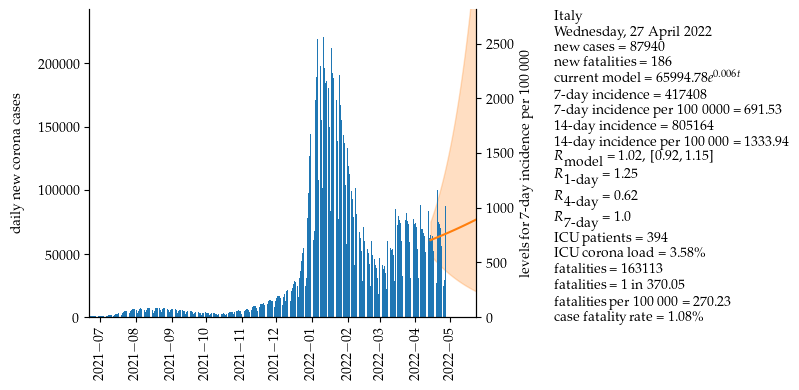 daily new corona cases
200000
150000
100000
50000
0
2021−07
2021−08
2021−09
2021−10
2021−11
2021−12
2022−01
2022−02
2022−03
2022−04
2022−05
2500
2000
1500
1000
500
0
levels for 7-day incidence per 100 000
Italy
Wednesday, 27 April 2022
new cases = 87940
new fatalities = 186
current model = 65994.78e^0.006t
7-day incidence = 417408
7-day incidence per 100 0000 = 691.53
14-day incidence = 805164
14-day incidence per 100 000 = 1333.94
R_model = 1.02, [0.92, 1.15]
R_1-day = 1.25
R_4-day = 0.62
R_7-day = 1.0
ICU patients = 394
ICU corona load = 3.58%
fatalities = 163113
fatalities = 1 in 370.05
fatalities per 100 000 = 270.23
case fatality rate = 1.08%